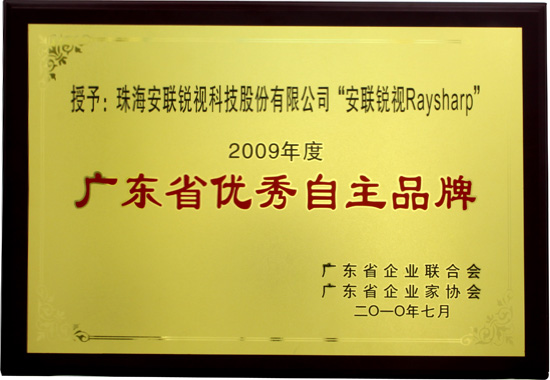 授予：珠海安联锐视科技股份有限公司“安联锐视Raysharp”
2009年度
广东省优秀自主品牌
广东省企业联合会
广东省企业家协会
二〇一〇年七月